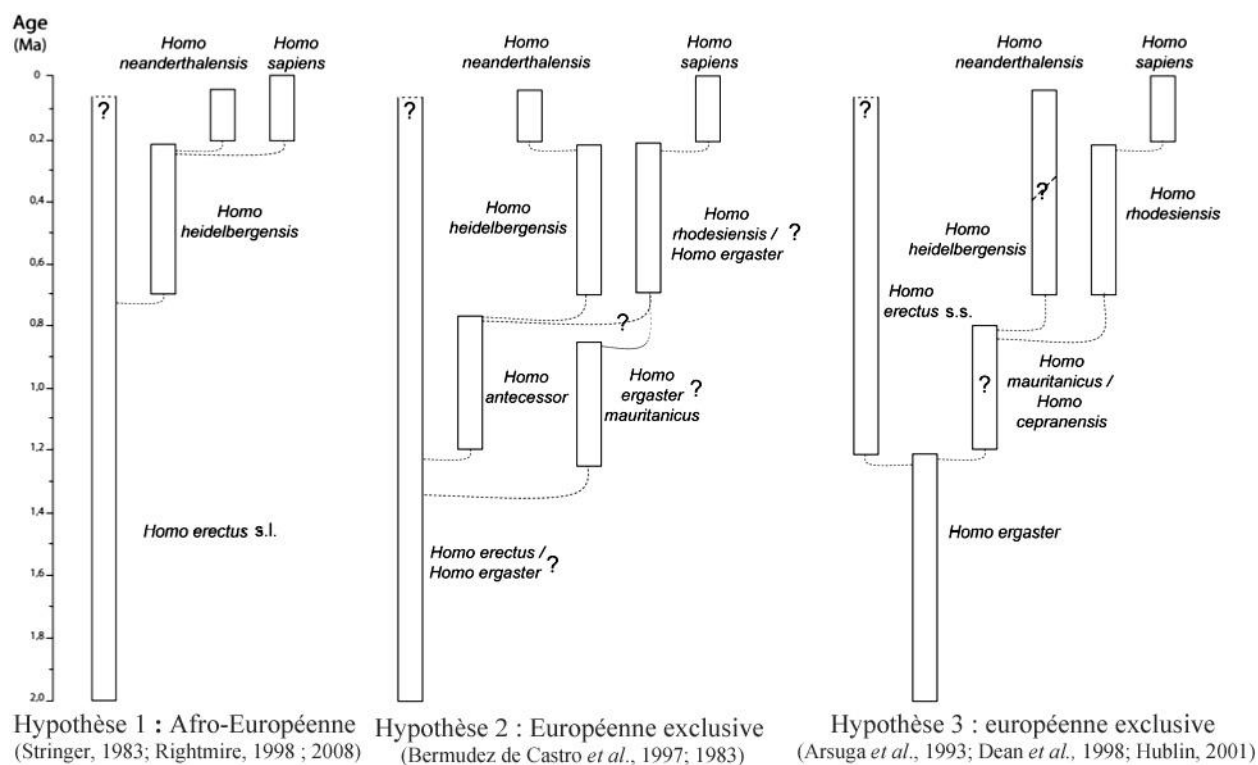 Age
(Ma)
0
0,2
0,4
0,6
0,8
1,0
1,2
1,4
1,6
1,8
2,0
Homo
neanderthalensis
Homo
sapiens
?
Homo
heidelbergensis
Homo erectus s.l.
Hypothèse 1 : Afro-Européenne
(Stringer, 1983; Rightmire, 1998 ; 2008)
Homo
neanderthalensis
Homo
sapiens
?
Homo
heidelbergensis
Homo
rhodesiensis /
Homo ergaster
?
?
Homo
antecessor
Homo
ergaster
mauritanicus
?
Homo erectus /
Homo ergaster
?
Hypothèse 2 : Européenne exclusive
(Bermudez de Castro et al., 1997; 1983)
Homo
neanderthalensis
Homo
sapiens
?
?
Homo
rhodesiensis
Homo
heidelbergensis
Homo
erectus s.s.
?
Homo
mauritanicus /
Homo
cepranensis
Homo ergaster
Hypothèse 3 : européenne exclusive
(Arsuga et al., 1993; Dean et al., 1998; Hublin, 2001)